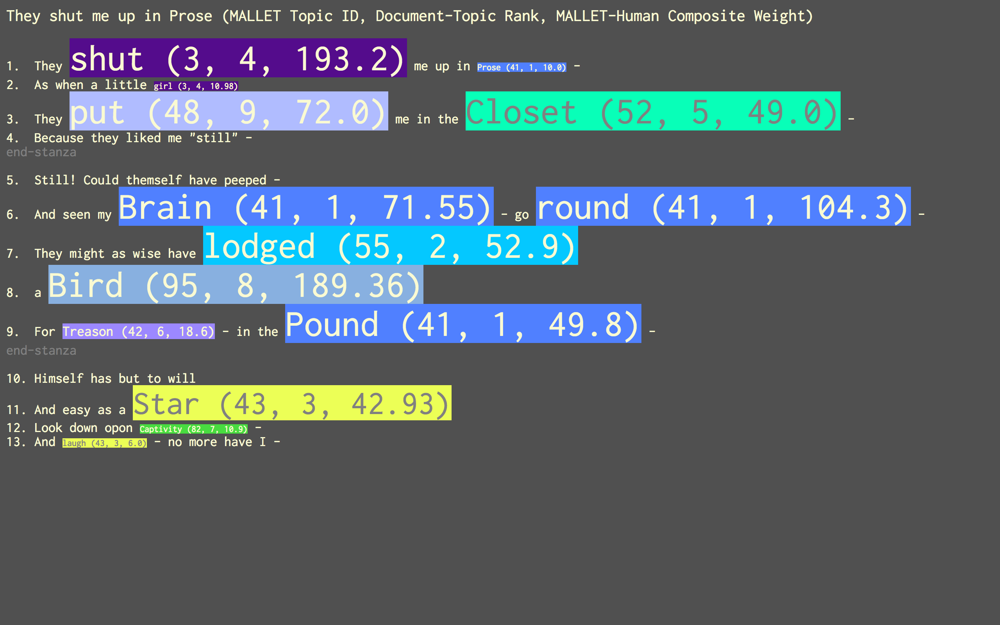 They shut me up in Prose (MALLET Topic ID, Document-Topic Rank, MALLET-Human Composite Weight)
1. They shut (3, 4, 193.2) me up in Prose (41, 1, 10.0) –
2. As when a little girl (3, 4, 10.98)
3. They put (48, 9, 72.0) me in the Closet (52, 5, 49.0) –
4. Because they liked me "still" –
end-stanza
5. Still! Could themself have peeped –
6. And seen my Brain (41, 1, 71.55) – go round (41, 1, 104.3) –
7. They might as wise have lodged (55, 2, 52.9)
8. a Bird (95, 8, 189.36)
9. For Treason (42, 6, 18.6) – in the Pound (41, 1, 49.8) –
end-stanza
10. Himself has but to will
11. And easy as a Star (43, 3, 42.93)
12. Look down opon Captivity (82, 7, 10.9) –
13. And laugh (43, 3, 6.0) – no more have I –